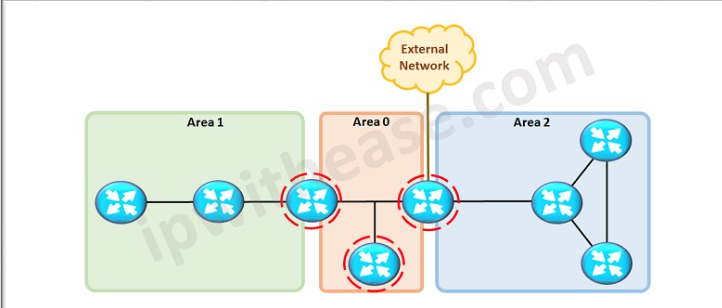 External
Network
Area 1
Area 0
Area 2
ipwithease.com